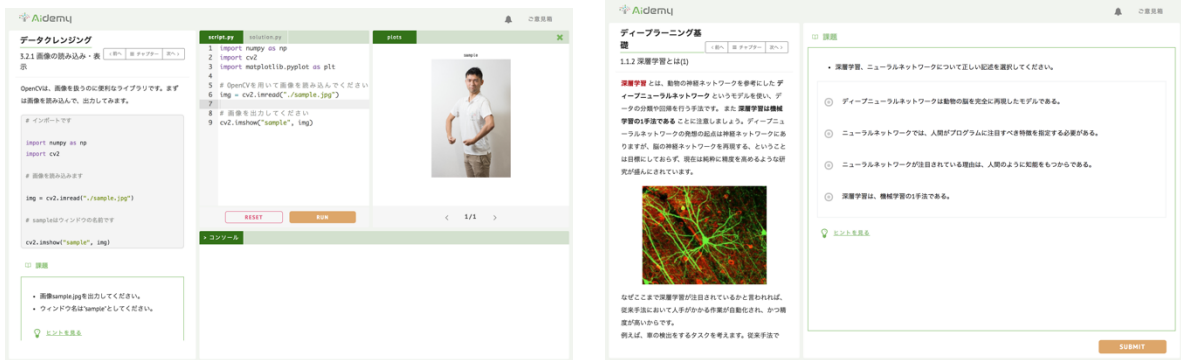 Aidemy
ご意見箱
データクレンジング
3.2.1 画像の読み込み・表
示
< 前へ
チャプター
次へ >
OpenCVは、画像を扱うのに便利なライブラリです。まず
は画像を読み込んで、出力してみます。
# インポートです
import numpy as np
import cv2
# 画像を読み込みます
img = cv2.imread("./sample.jpg")
# sampleはウィンドウの名前です
cv2.imshow("sample", img)
課題
• 画像sample.jpgを出力してください。
• ウィンドウ名は"sample"としてください。
ヒントを見る
script.py
solution.py
1 import numpy as np
2 import cv2
3 import matplotlib.pyplot as plt
4
5 # OpenCVを用いて画像を読み込んでください
6 img = cv2.imread("./sample.jpg")
7
8 # 画像を出力してください
9 cv2.imshow("sample", img)
RESET
RUN
plots
sample
< 1/1 >
> コンソール
Aidemy
ご意見箱
ディープラーニング基
礎
< 前へ
チャプター
次へ >
1.1.2 深層学習とは(1)
深層学習 とは、動物の神経ネットワークを参考にした デ
ィープニューラルネットワーク というモデルを使い、デ
ータの分類や回帰を行う手法です。 また 深層学習は機械
学習の1手法である ことに注意しましょう。ディープニュ
ーラルネットワークの発想の起点は神経ネットワークにあ
りますが、脳の神経ネットワークを再現する、ということ
は目標にしておらず、現在は純粋に精度を高めるような研
究が盛んにされています。
なぜここまで深層学習が注目されているかと言われれば、
従来手法において人手がかかる作業が自動化され、かつ精
度が高いからです。
例えば、車の検出をするタスクを考えます。従来手法で
課題
• 深層学習、ニューラルネットワークについて正しい記述を選択してください。
ディープニューラルネットワークは動物の脳を完全に再現したモデルである。
ニューラルネットワークでは、人間がプログラムに注目すべき特徴を指定する必要がある。
ニューラルネットワークが注目されている理由は、人間のように知能をもつからである。
深層学習は、機械学習の1手法である。
ヒントを見る
SUBMIT